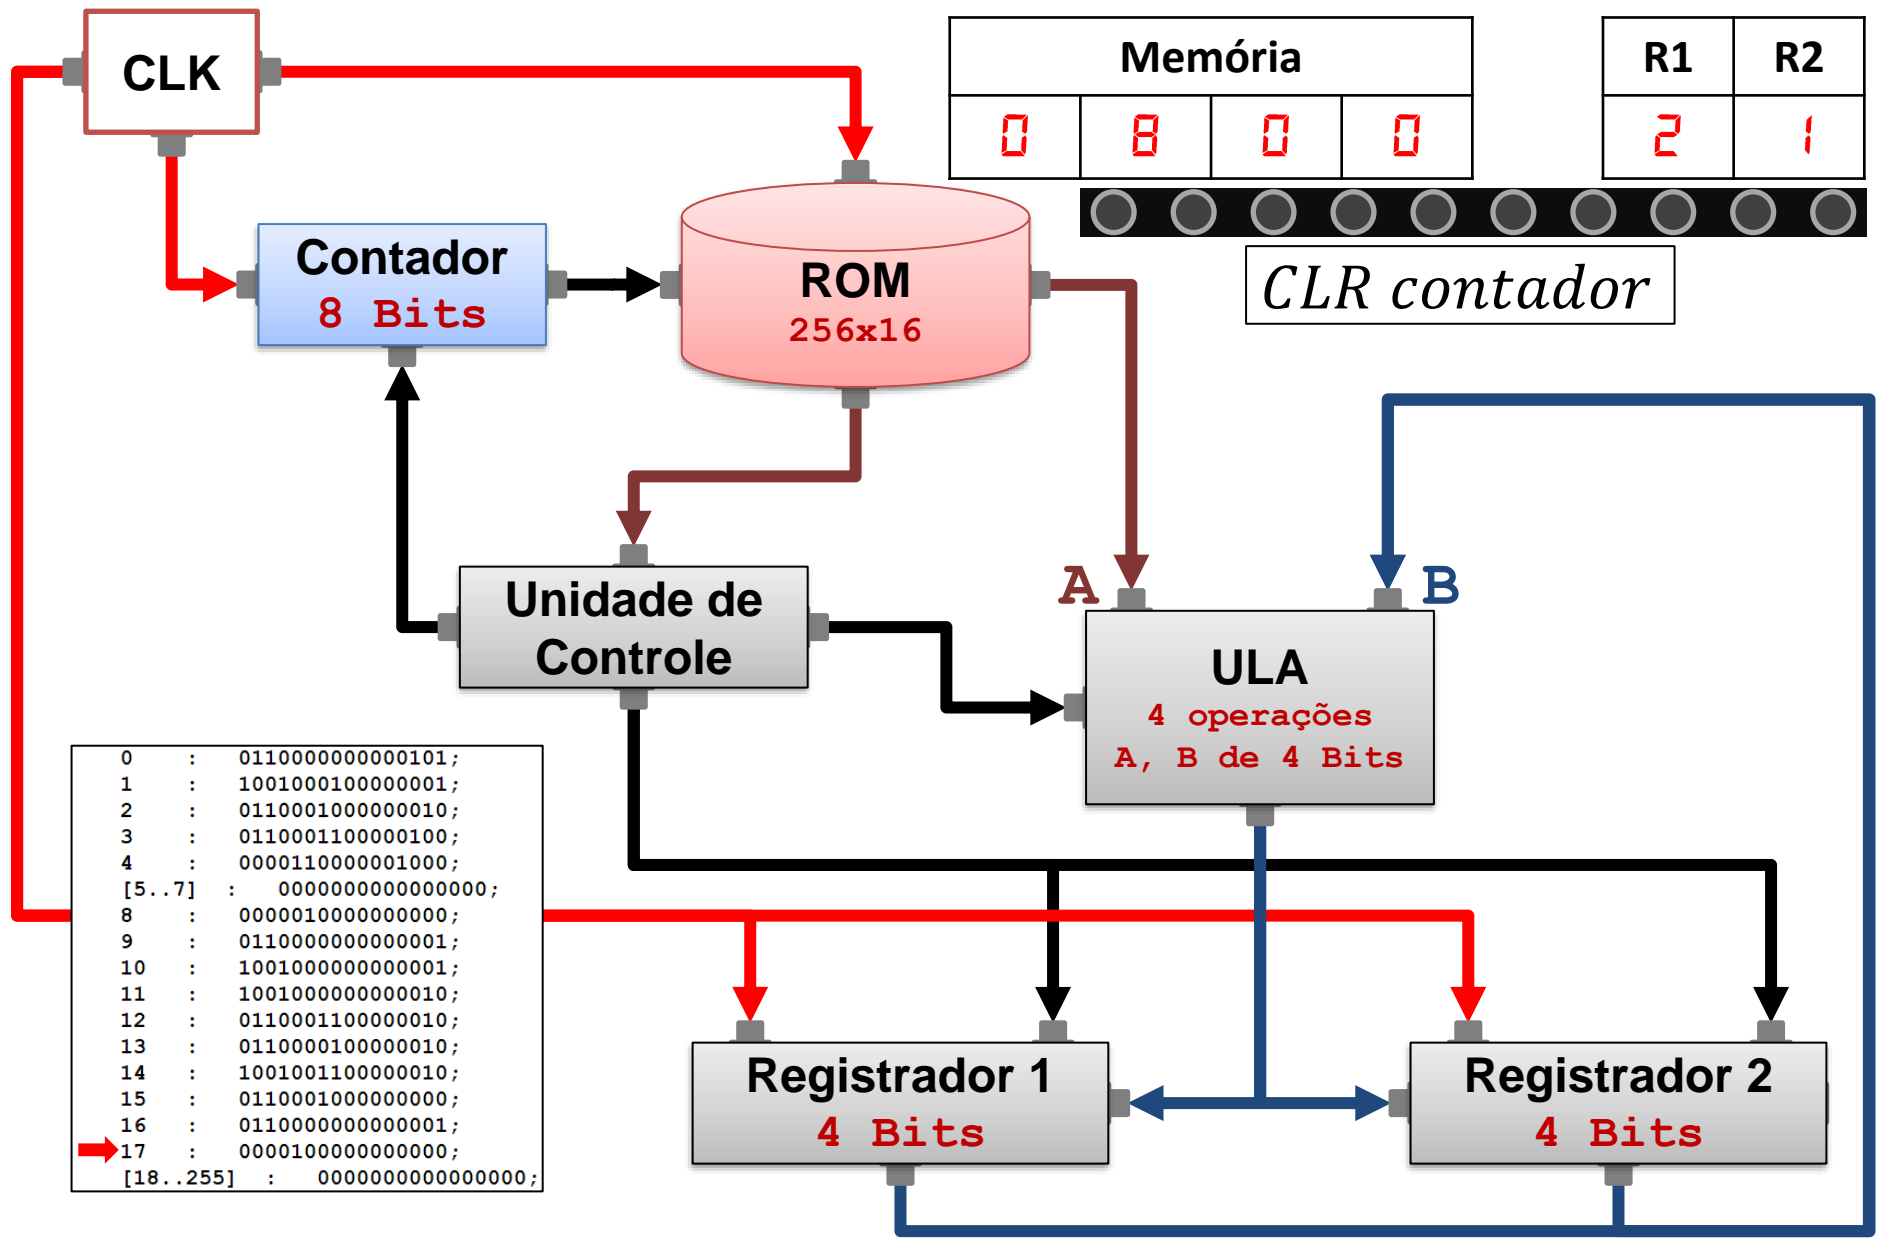 CLK
Memória
R1 R2
0 8 0 0
2 1
Contador
8 Bits
ROM
256x16
CLR contador
A
B
Unidade de
Controle
ULA
4 operações
A, B de 4 Bits
0 : 0110000000000101;
1 : 1001000100000001;
2 : 0110001000000010;
3 : 0110001100000100;
4 : 0000110000001000;
[5..7] : 0000000000000000;
8 : 0000010000000000;
9 : 0110000000000001;
10 : 1001000000000001;
11 : 1001000000000010;
12 : 0110001100000010;
13 : 0110000100000010;
14 : 1001001100000010;
15 : 0110001000000000;
16 : 0110000000000001;
17 : 0000100000000000;
[18..255] : 0000000000000000;
Registrador 1
4 Bits
Registrador 2
4 Bits